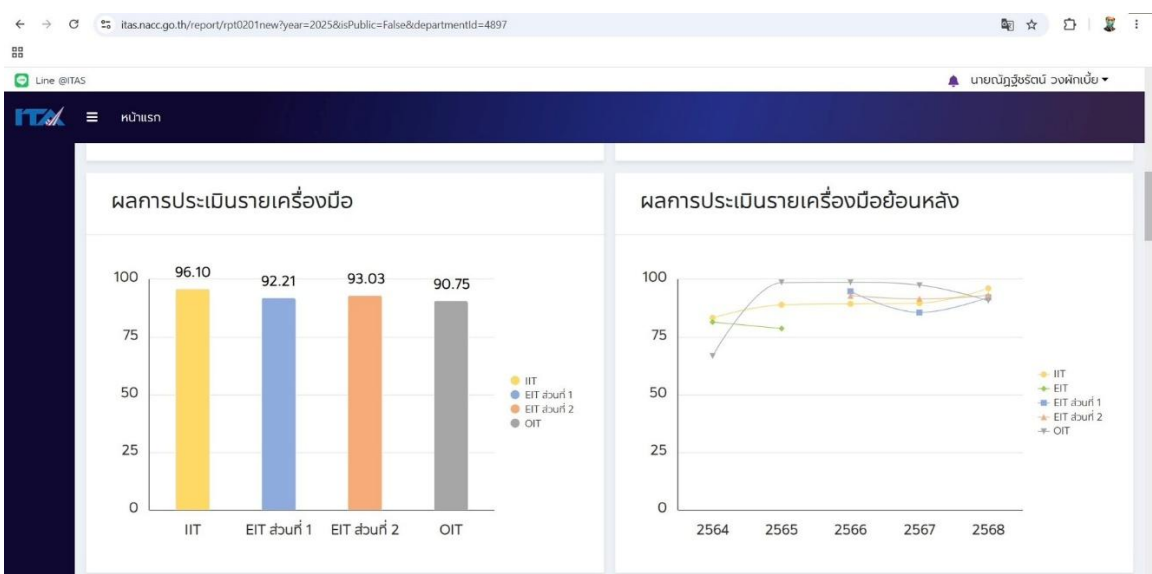 itas.nacc.go.th/report/rpt0201new?year=2025&isPublic=False&departmentId=4897
Line @ITAS
นายณัฏฐ์ชรัตน์ วงผักเบี้ย
ITA
หน้าแรก
ผลการประเมินรายเครื่องมือ
100
75
50
25
0
96.10
92.21
93.03
90.75
IIT
EIT ส่วนที่ 1
EIT ส่วนที่ 2
OIT
IIT
EIT ส่วนที่ 1
EIT ส่วนที่ 2
OIT
ผลการประเมินรายเครื่องมือย้อนหลัง
100
75
50
25
0
2564
2565
2566
2567
2568
IIT
EIT
EIT ส่วนที่ 1
EIT ส่วนที่ 2
OIT